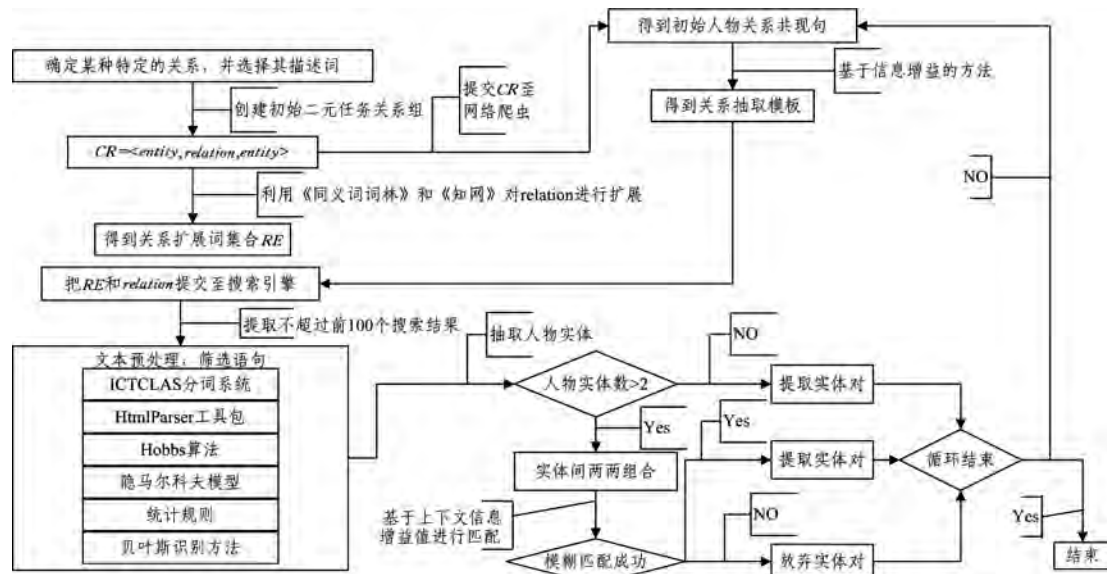 确定某种特定的关系，并选择其描述词
创建初始二元任务关系组
CR=<entity,relation,entity>
提交CR至
网络爬虫
利用《同义词词林》和《知网》对relation进行扩展
得到关系扩展词集合RE
把RE和relation提交至搜索引擎
提取不超过前100个搜索结果
得到初始人物关系共现句
基于信息增益的方法
得到关系抽取模板
NO
文本预处理，筛选语句
ICTCLAS分词系统
HtmlParser工具包
Hobbs算法
隐马尔科夫模型
统计规则
贝叶斯识别方法
抽取人物实体
人物实体数>2
NO
提取实体对
Yes
实体间两两组合
基于上下文信息
增益值进行匹配
模糊匹配成功
Yes
提取实体对
NO
放弃实体对
循环结束
Yes
结束